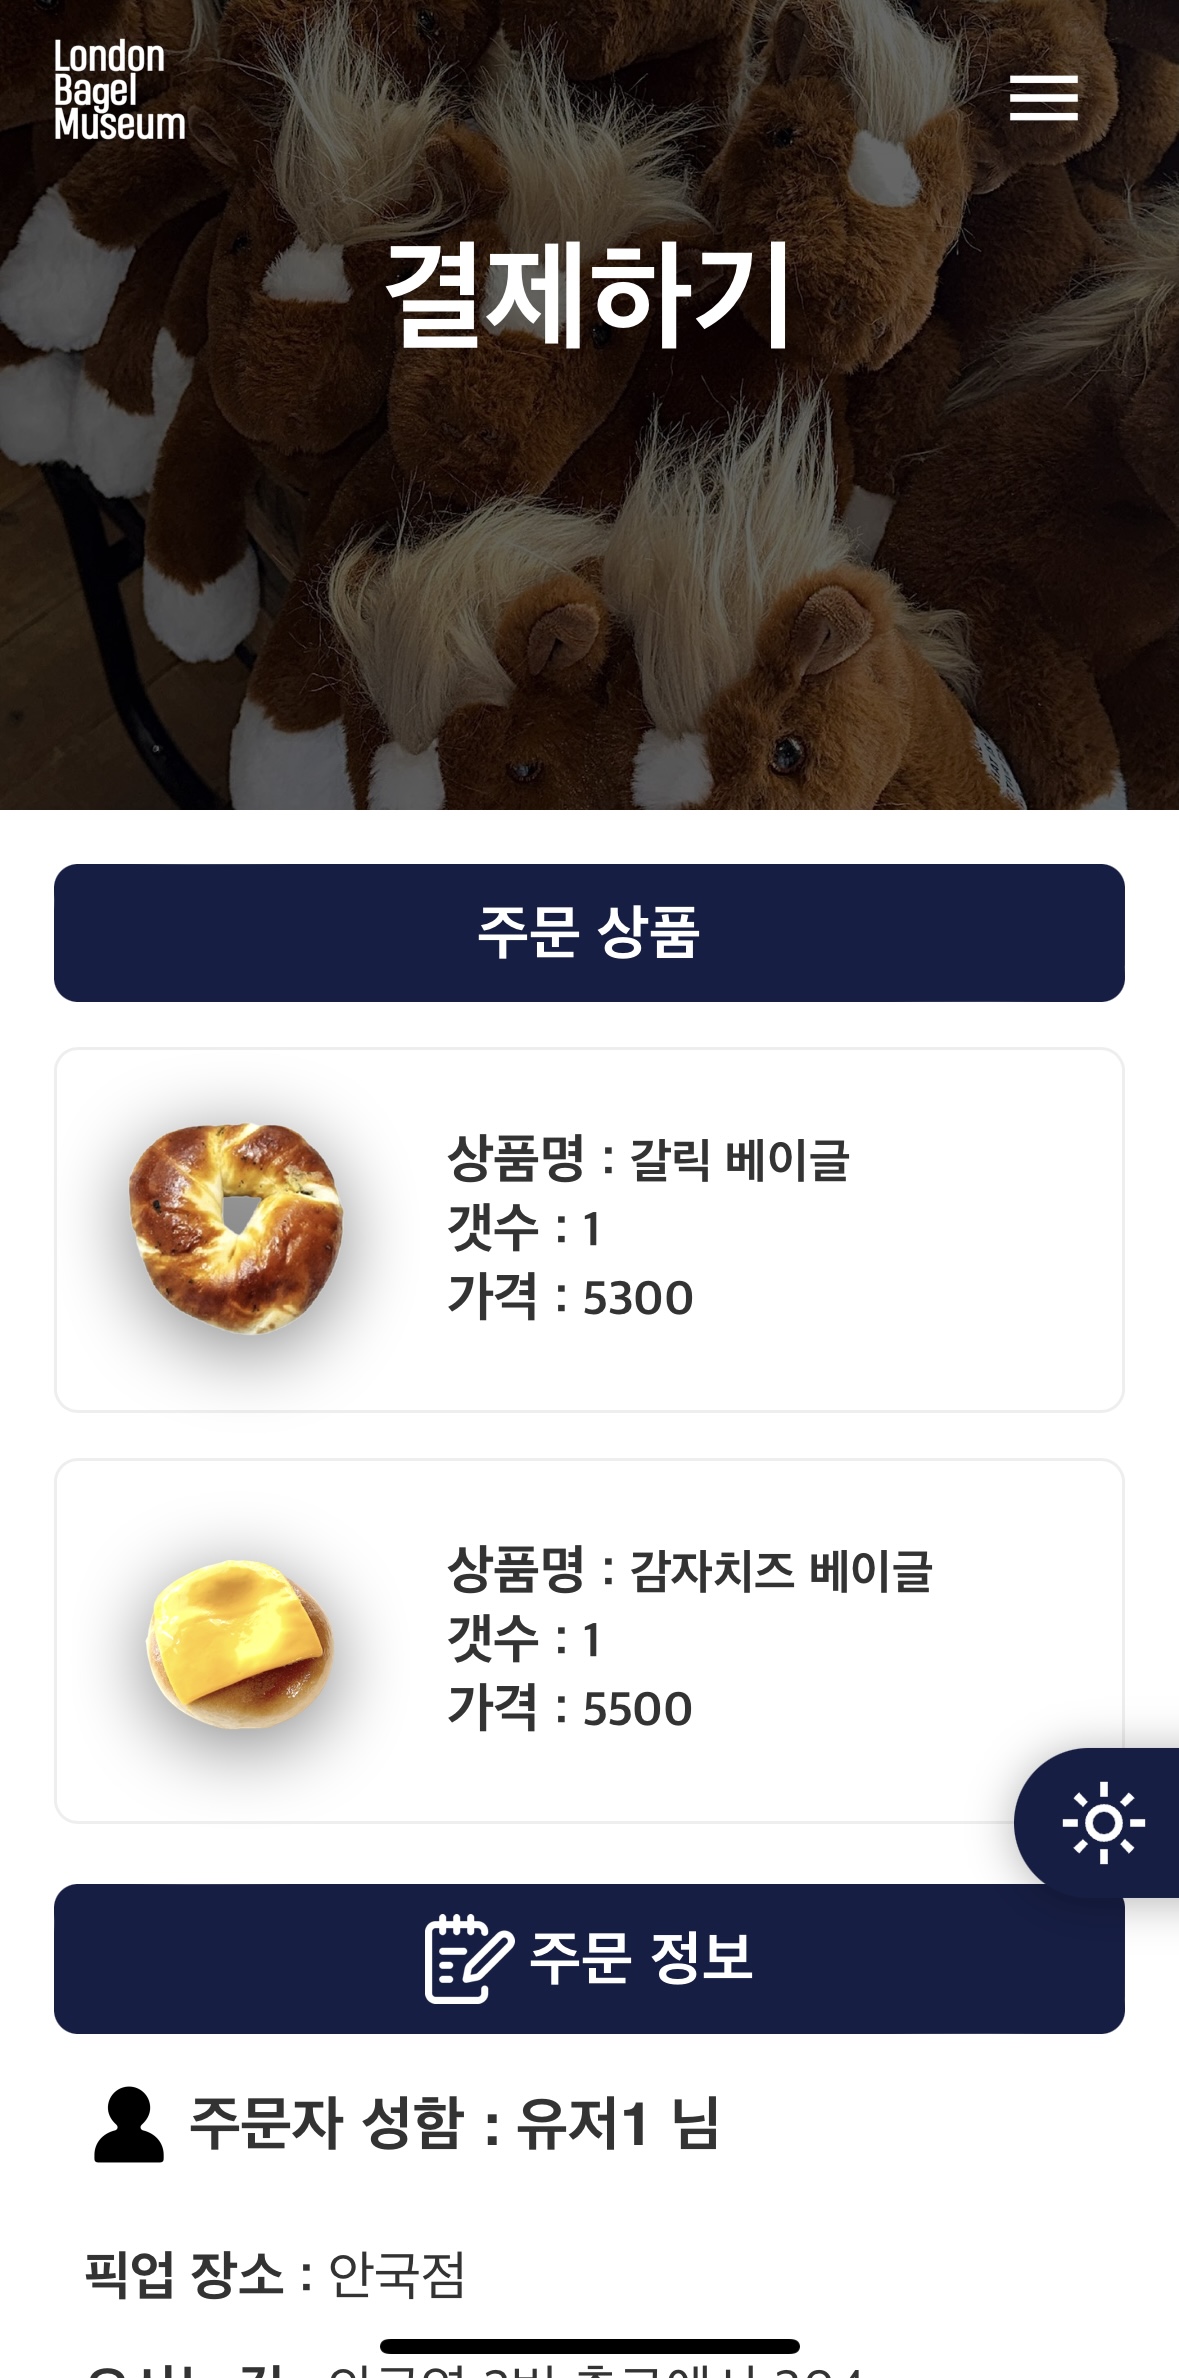 London
Bagel
Museum
결제하기
주문 상품
상품명 : 갈릭 베이글
갯수 : 1
가격 : 5300
상품명 : 감자치즈 베이글
갯수 : 1
가격 : 5500
주문 정보
주문자 성함 : 유저1 님
픽업 장소 : 안국점